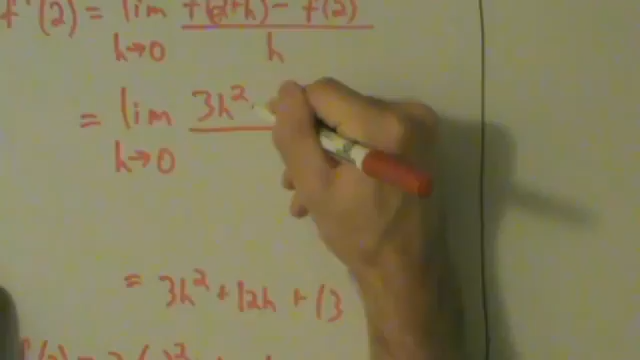 f'(2) = lim f(2+h) - f(2)
h→0 h
= lim 3h²
h→0
= 3h² + 12h + 13